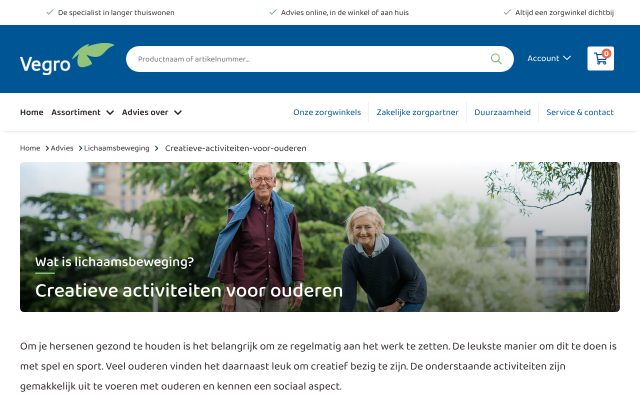 De specialist in langer thuiswonen
Advies online, in de winkel of aan huis
Altijd een zorgwinkel dichtbij
Vegro
Productnaam of artikelnummer...
Account
0
Home
Assortiment
Advies over
Onze zorgwinkels
Zakelijke zorgpartner
Duurzaamheid
Service & contact
Home
Advies
Lichaamsbeweging
Creatieve-activiteiten-voor-ouderen
Wat is lichaamsbeweging?
Creatieve activiteiten voor ouderen
Om je hersenen gezond te houden is het belangrijk om ze regelmatig aan het werk te zetten. De leukste manier om dit te doen is
met spel en sport. Veel ouderen vinden het daarnaast leuk om creatief bezig te zijn. De onderstaande activiteiten zijn
gemakkelijk uit te voeren met ouderen en kennen een sociaal aspect.